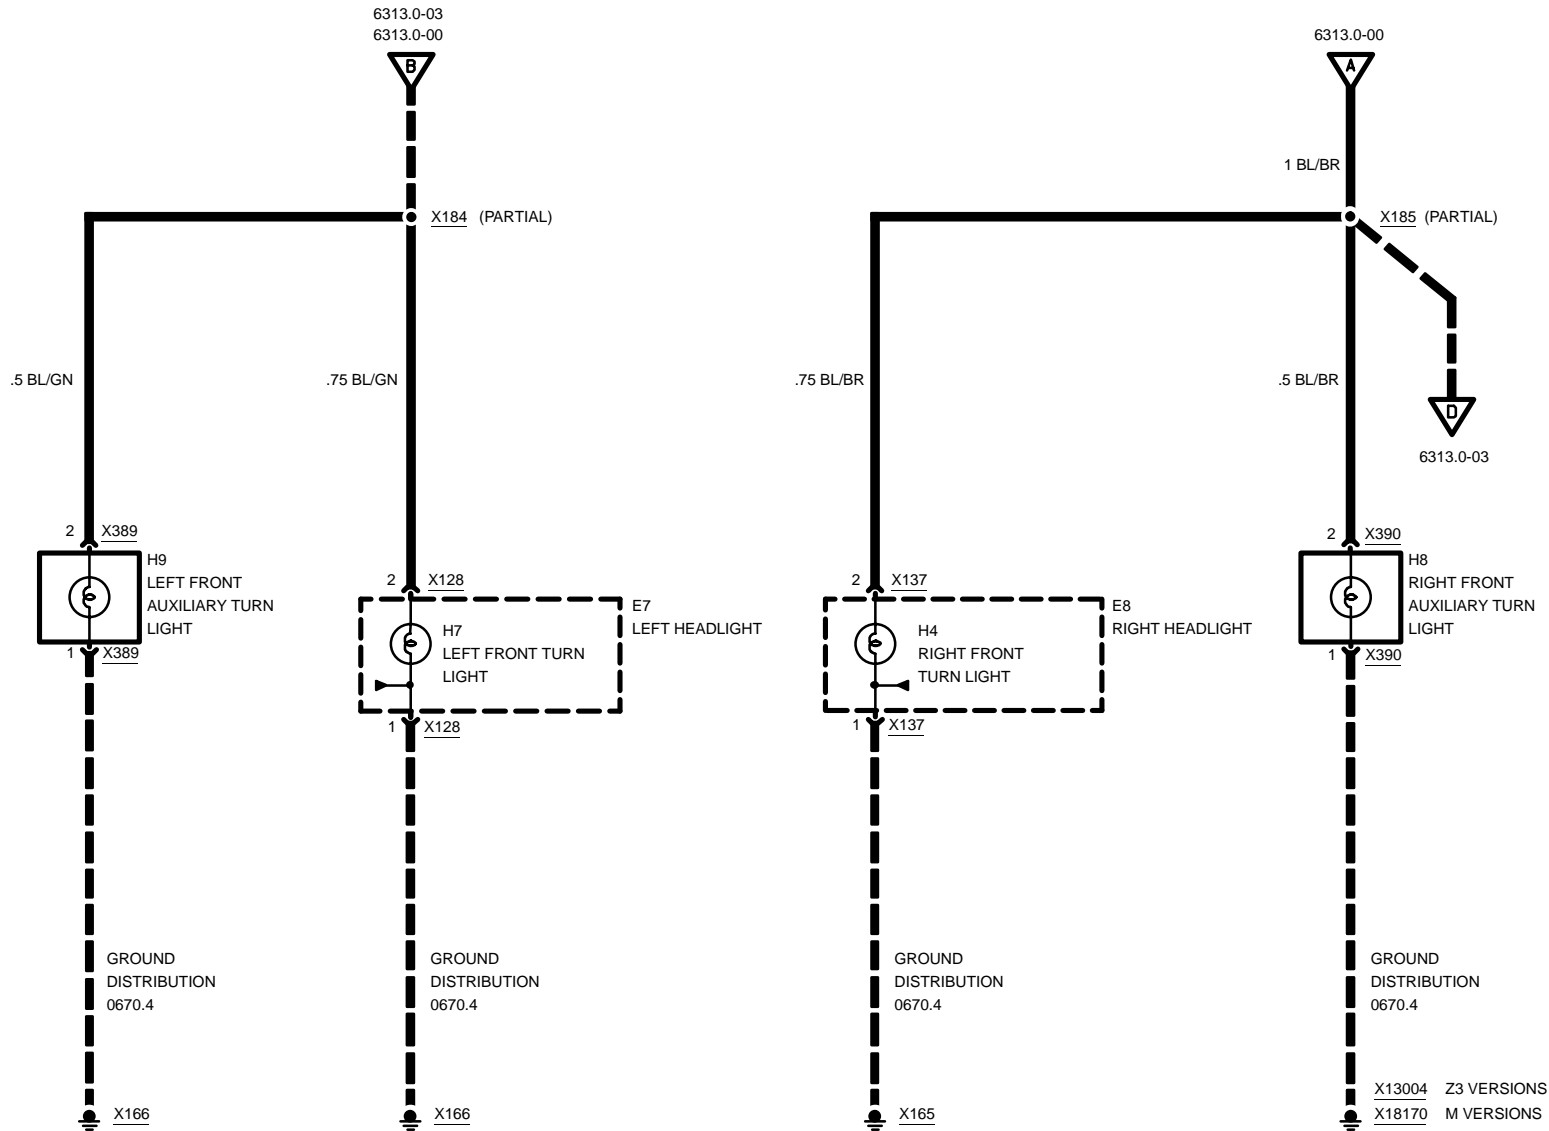 6313.0-03
6313.0-00
B
6313.0-00
A
1 BL/BR
X184 (PARTIAL)
X185 (PARTIAL)
.5 BL/GN
.75 BL/GN
.75 BL/BR
.5 BL/BR
D
6313.0-03
2 X389
H9
LEFT FRONT
AUXILIARY TURN
LIGHT
1 X389
2 X128
E7
LEFT HEADLIGHT
H7
LEFT FRONT TURN
LIGHT
1 X128
2 X137
E8
RIGHT HEADLIGHT
H4
RIGHT FRONT
TURN LIGHT
1 X137
2 X390
H8
RIGHT FRONT
AUXILIARY TURN
LIGHT
1 X390
GROUND
DISTRIBUTION
0670.4
GROUND
DISTRIBUTION
0670.4
GROUND
DISTRIBUTION
0670.4
GROUND
DISTRIBUTION
0670.4
X166
X166
X165
X13004 Z3 VERSIONS
X18170 M VERSIONS